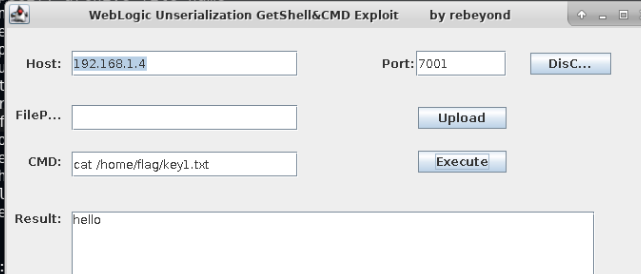 WebLogic Unserialization GetShell&CMD Exploit by rebeyond
Host: 192.168.1.4 Port: 7001 DisC...
FileP... Upload
CMD: cat /home/flag/key1.txt Execute
Result: hello